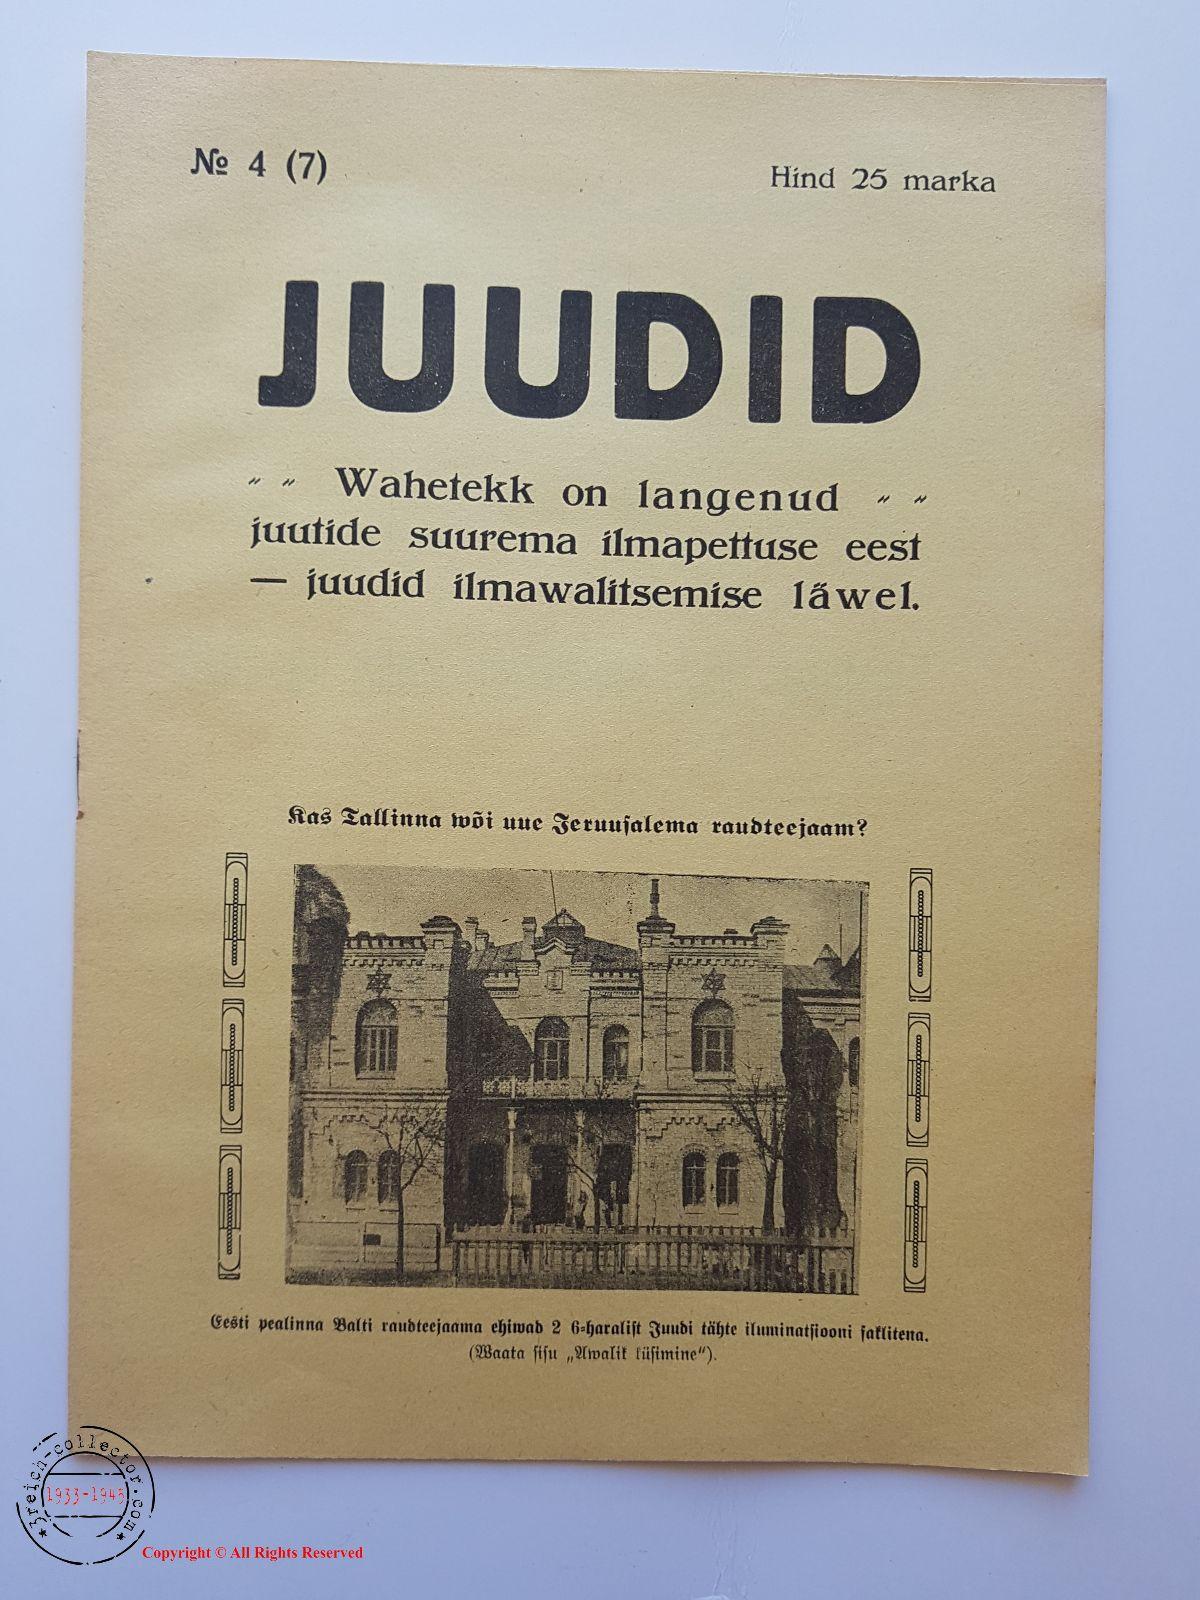 № 4 (7)
Hind 25 marka
JUUDID
〃 〃 Wahetekk on langenud 〃 〃
juutide suurema ilmapettuse eest
— juudid ilmawalitsemise läwel.
Kas Tallinna wõi uue Jeruusalema raudteejaam?
Eesti pealinna Balti raudteejaama ehiwad 2 6-haralist Juudi tähte iluminatsiooni faklitena.
(Waata sisu „Awalik küsimine“).
3reich-collector.com
1933-1945
Copyright © All Rights Reserved